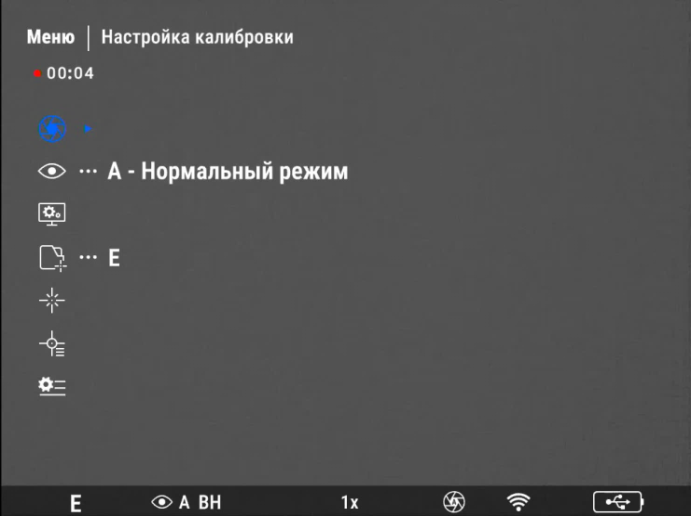 Меню | Настройка калибровки
00:04
··· A - Нормальный режим
··· E
E A BH 1x